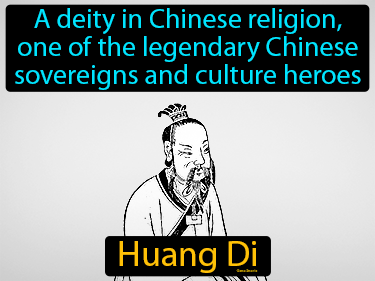 A deity in Chinese religion,
one of the legendary Chinese
sovereigns and culture heroes
Huang Di